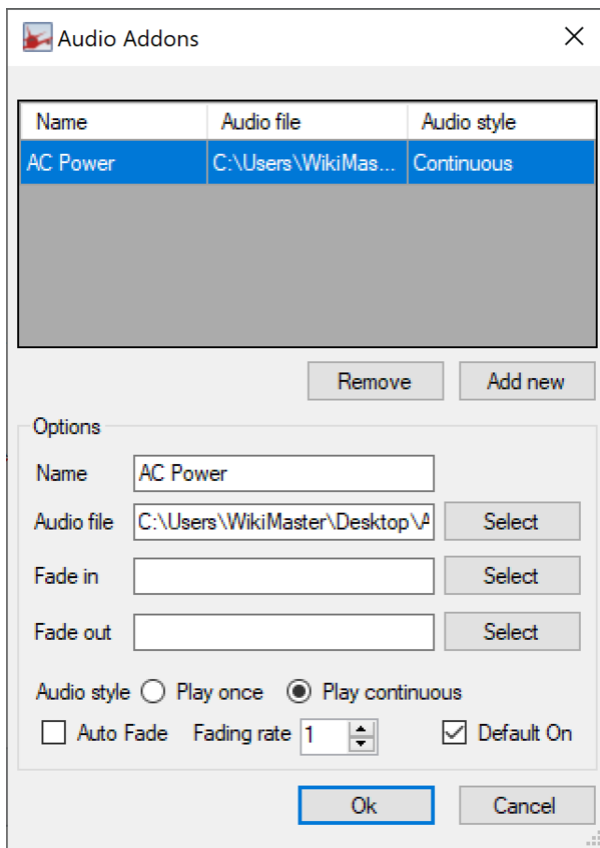 Audio Addons
Name Audio file Audio style
AC Power C:\Users\WikiMas... Continuous
Remove Add new
Options
Name AC Power
Audio file C:\Users\WikiMaster\Desktop\A Select
Fade in Select
Fade out Select
Audio style Play once Play continuous
Auto Fade Fading rate 1 Default On
Ok Cancel